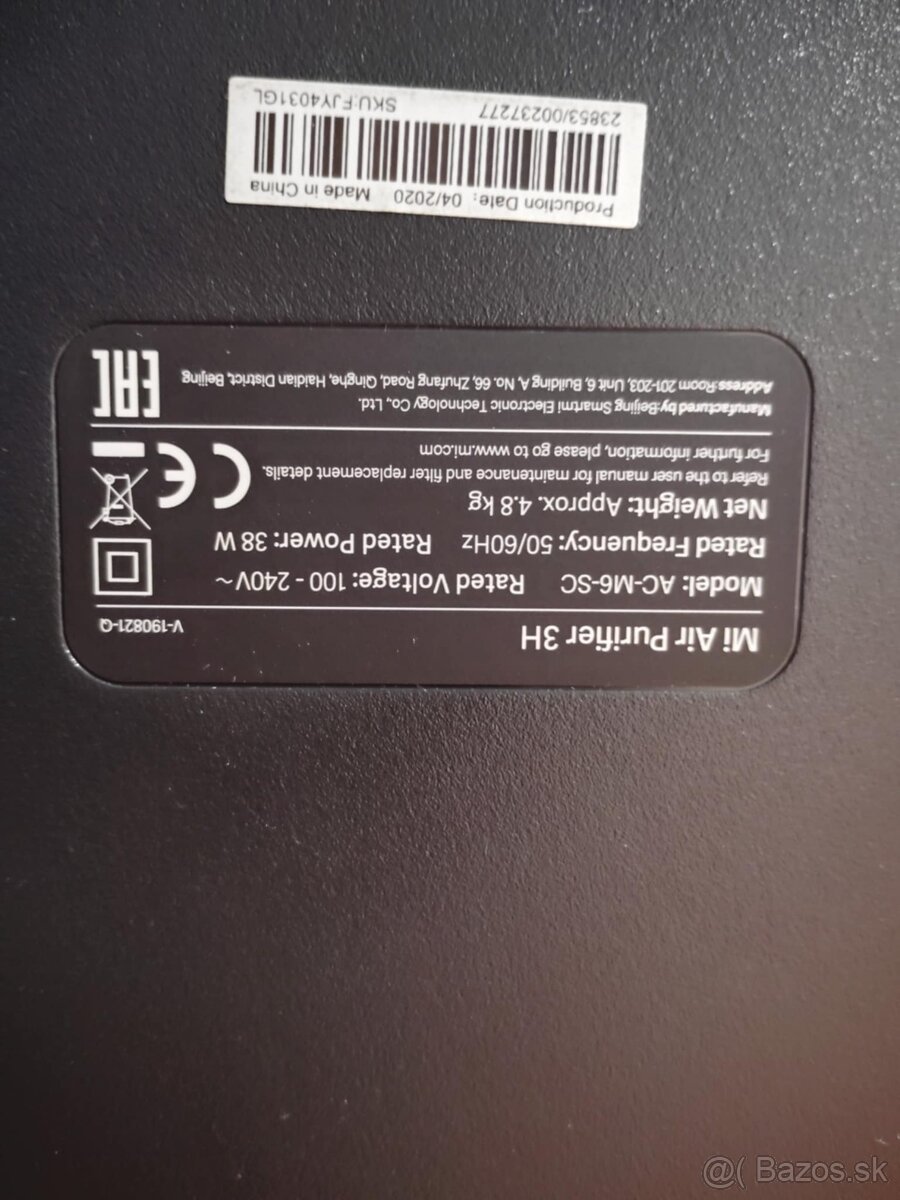 Mi Air Purifier 3H
V-190821-Q
Model: AC-M6-SC Rated Voltage: 100 - 240V~
Rated Frequency: 50/60Hz Rated Power: 38 W
Net Weight: Approx. 4.8 kg
Refer to the user manual for maintenance and filter replacement details.
For further information, please go to www.mi.com
CE
Manufactured by:Beijing Smartmi Electronic Technology Co., Ltd.
Address:Room 201-203, Unit 6, Building A, No. 66, Zhufang Road, Qinghe, Haidian District, Beijing
EAC
Production Date: 04/2020 Made in China
23853/00237277 SKU:FJY4031GL
@( Bazos.sk